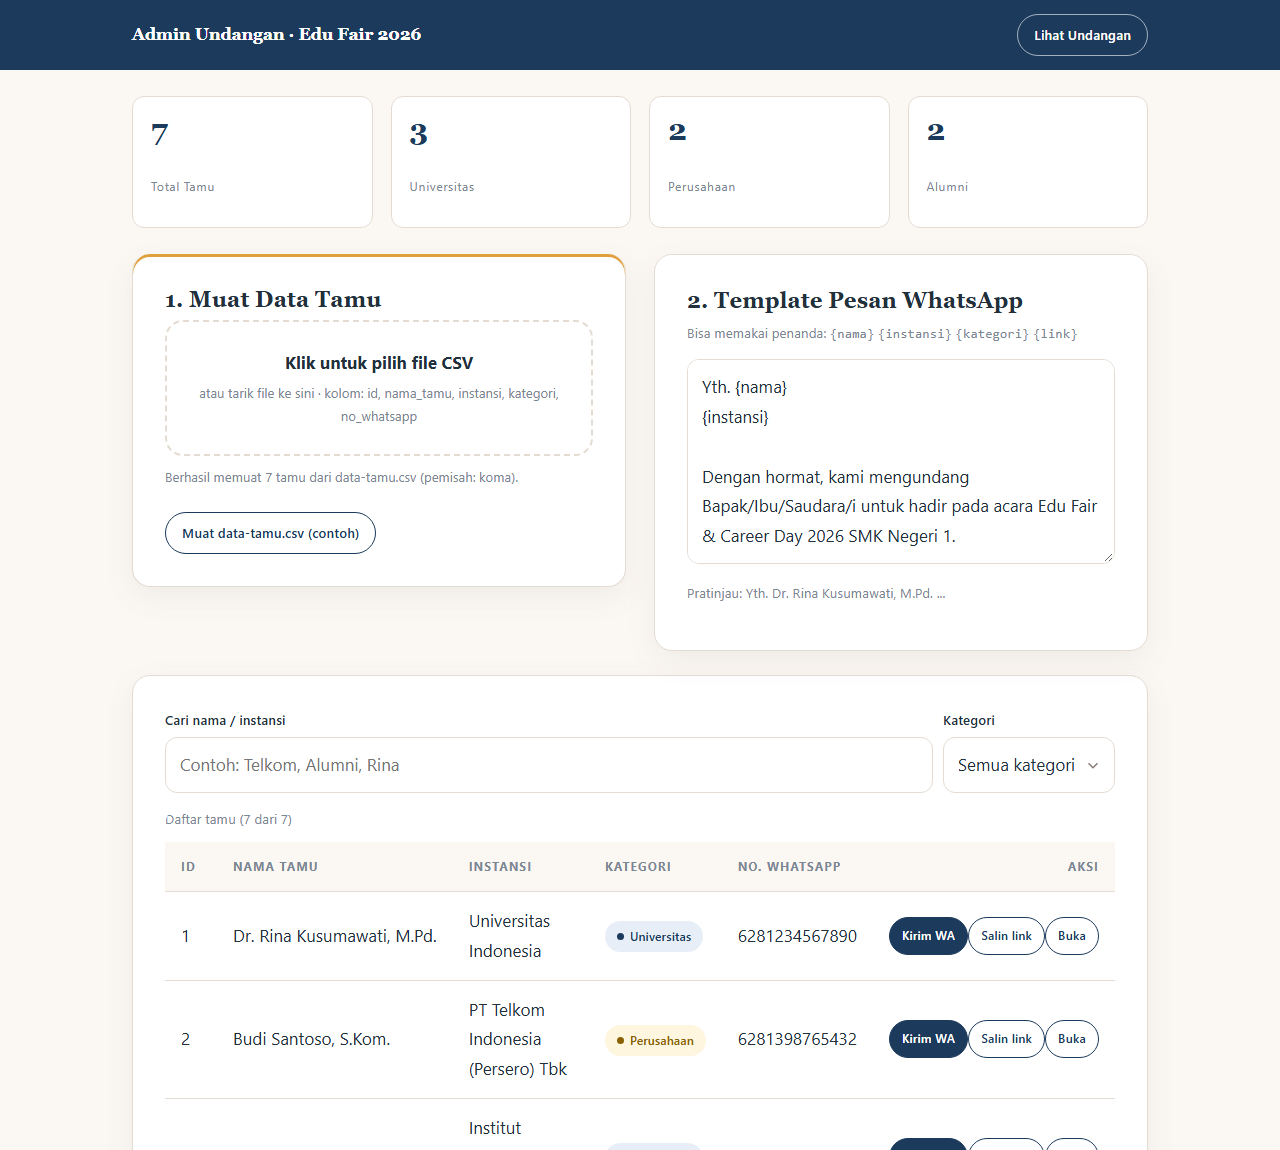 Admin Undangan · Edu Fair 2026
Lihat Undangan
7
Total Tamu
3
Universitas
2
Perusahaan
2
Alumni
1. Muat Data Tamu
Klik untuk pilih file CSV
atau tarik file ke sini · kolom: id, nama_tamu, instansi, kategori,
no_whatsapp
Berhasil memuat 7 tamu dari data-tamu.csv (pemisah: koma).
Muat data-tamu.csv (contoh)
2. Template Pesan WhatsApp
Bisa memakai penanda: {nama} {instansi} {kategori} {link}
Yth. {nama}
{instansi}
Dengan hormat, kami mengundang
Bapak/Ibu/Saudara/i untuk hadir pada acara Edu Fair
& Career Day 2026 SMK Negeri 1.
Pratinjau: Yth. Dr. Rina Kusumawati, M.Pd. ...
Cari nama / instansi
Kategori
Contoh: Telkom, Alumni, Rina
Semua kategori
Daftar tamu (7 dari 7)
ID NAMA TAMU INSTANSI KATEGORI NO. WHATSAPP AKSI
1 Dr. Rina Kusumawati, M.Pd. Universitas Indonesia Universitas 6281234567890 Kirim WA Salin link Buka
2 Budi Santoso, S.Kom. PT Telkom Indonesia (Persero) Tbk Perusahaan 6281398765432 Kirim WA Salin link Buka
Institut